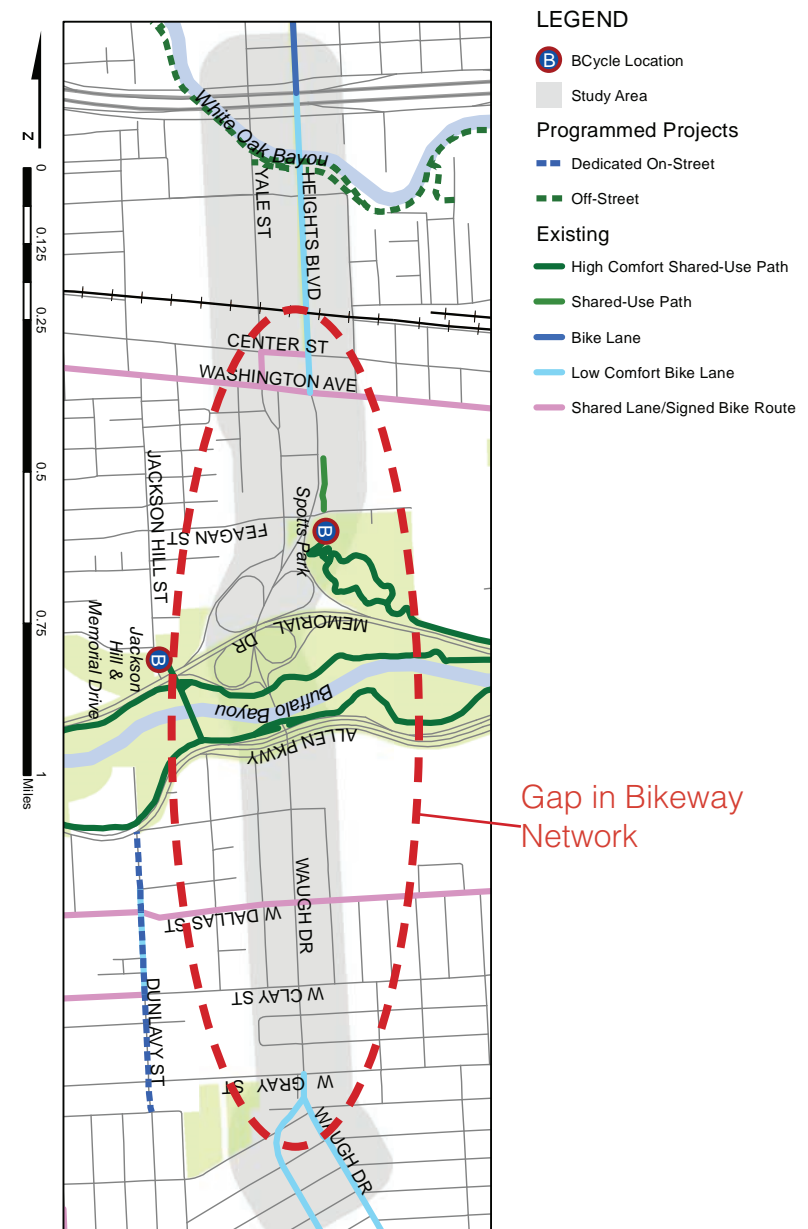 LEGEND
B
BCycle Location
Study Area
Programmed Projects
Dedicated On-Street
Off-Street
Existing
High Comfort Shared-Use Path
Shared-Use Path
Bike Lane
Low Comfort Bike Lane
Shared Lane/Signed Bike Route
Z
0
0.125
0.25
0.5
0.75
1
Miles
White Oak Bayou
YALE ST
HEIGHTS BLVD
CENTER ST
WASHINGTON AVE
JACKSON HILL ST
FEAGAN ST
Spotts Park
B
MEMORIAL
DR
Jackson
Hill &
Memorial Drive
B
Buffalo Bayou
ALLEN PKWY
Gap in Bikeway
Network
WAUGH DR
W DALLAS ST
W CLAY ST
DUNLAVY ST
W GRAY ST
WAUGH DR